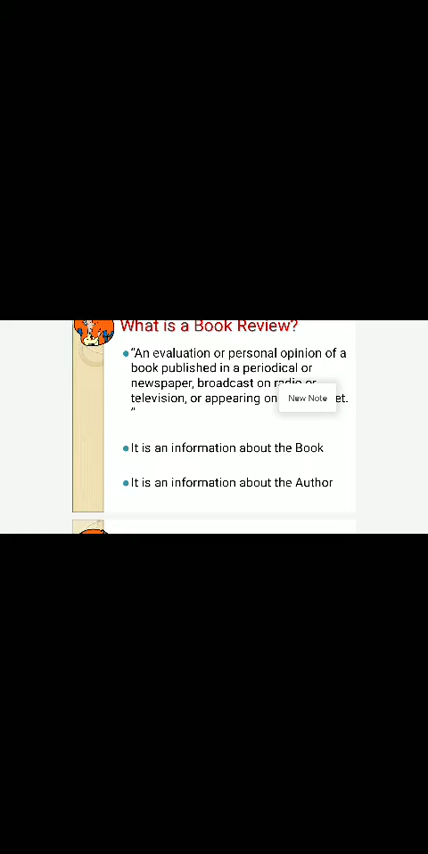 What is a Book Review?
“An evaluation or personal opinion of a
book published in a periodical or
newspaper, broadcast on radio or
television, or appearing on
New Note
et.
”
It is an information about the Book
It is an information about the Author